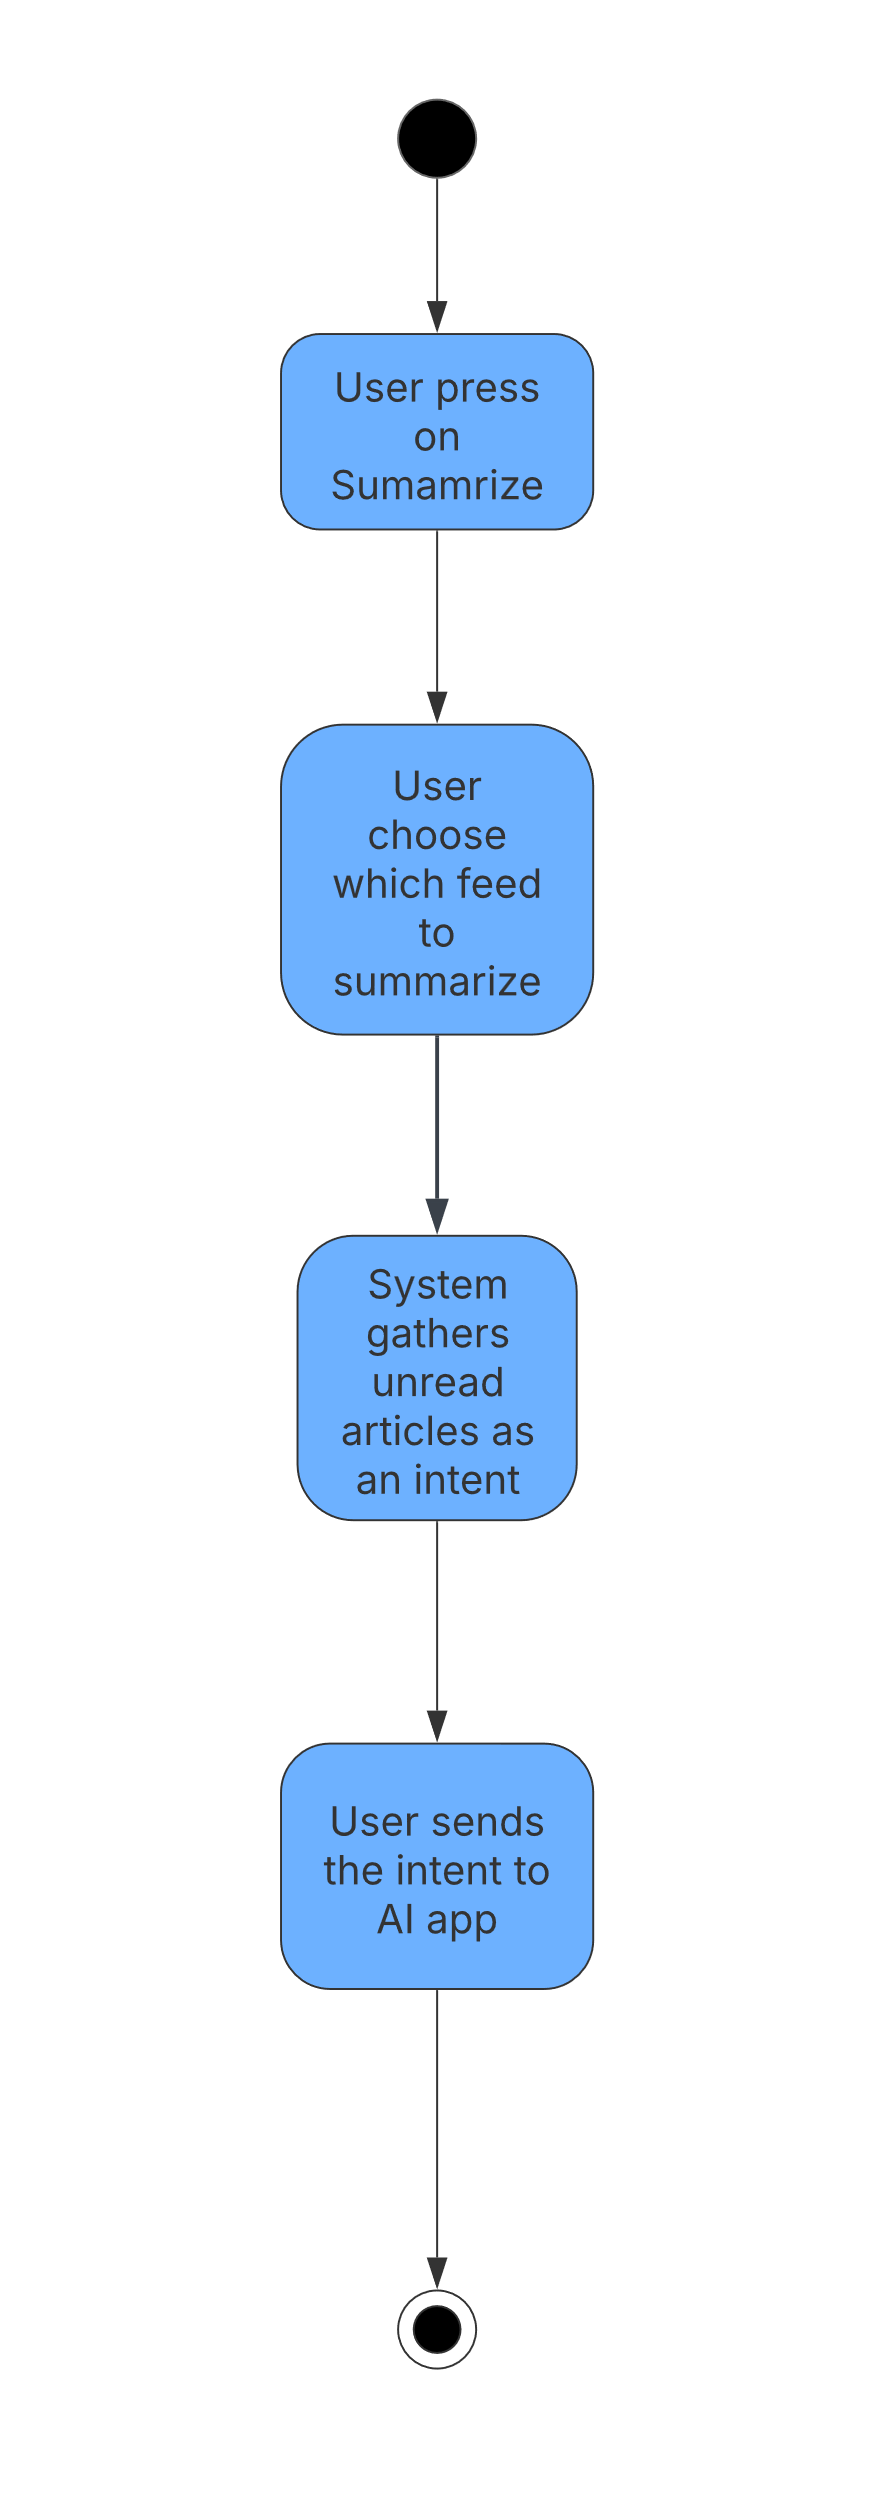 User press
on
Sumamrize
User
choose
which feed
to
summarize
System
gathers
unread
articles as
an intent
User sends
the intent to
AI app